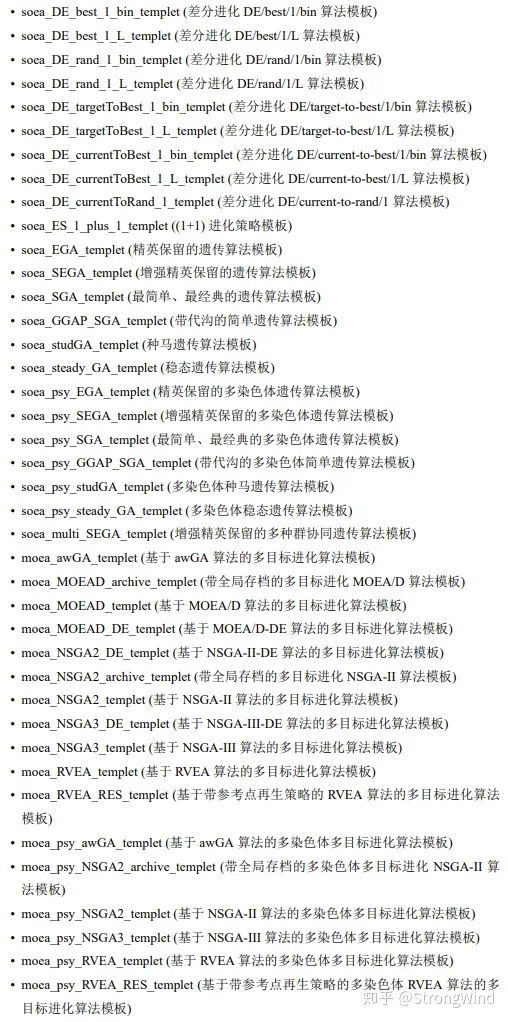 • soea_DE_best_1_bin_templet (差分进化 DE/best/1/bin 算法模板)
• soea_DE_best_1_L_templet (差分进化 DE/best/1/L 算法模板)
• soea_DE_rand_1_bin_templet (差分进化 DE/rand/1/bin 算法模板)
• soea_DE_rand_1_L_templet (差分进化 DE/rand/1/L 算法模板)
• soea_DE_targetToBest_1_bin_templet (差分进化 DE/target-to-best/1/bin 算法模板)
• soea_DE_targetToBest_1_L_templet (差分进化 DE/target-to-best/1/L 算法模板)
• soea_DE_currentToBest_1_bin_templet (差分进化 DE/current-to-best/1/bin 算法模板)
• soea_DE_currentToBest_1_L_templet (差分进化 DE/current-to-best/1/L 算法模板)
• soea_DE_currentToRand_1_templet (差分进化 DE/current-to-rand/1 算法模板)
• soea_ES_1_plus_1_templet ((1+1) 进化策略模板)
• soea_EGA_templet (精英保留的遗传算法模板)
• soea_SEGA_templet (增强精英保留的遗传算法模板)
• soea_SGA_templet (最简单、最经典的遗传算法模板)
• soea_GGAP_SGA_templet (带代沟的简单遗传算法模板)
• soea_studGA_templet (种马遗传算法模板)
• soea_steady_GA_templet (稳态遗传算法模板)
• soea_psy_EGA_templet (精英保留的多染色体遗传算法模板)
• soea_psy_SEGA_templet (增强精英保留的多染色体遗传算法模板)
• soea_psy_SGA_templet (最简单、最经典的多染色体遗传算法模板)
• soea_psy_GGAP_SGA_templet (带代沟的多染色体简单遗传算法模板)
• soea_psy_studGA_templet (多染色体种马遗传算法模板)
• soea_psy_steady_GA_templet (多染色体稳态遗传算法模板)
• soea_multi_SEGA_templet (增强精英保留的多种群协同遗传算法模板)
• moea_awGA_templet (基于 awGA 算法的多目标进化算法模板)
• moea_MOEAD_archive_templet (带全局存档的多目标进化 MOEA/D 算法模板)
• moea_MOEAD_templet (基于 MOEA/D 算法的多目标进化算法模板)
• moea_MOEAD_DE_templet (基于 MOEA/D-DE 算法的多目标进化算法模板)
• moea_NSGA2_DE_templet (基于 NSGA-II-DE 算法的多目标进化算法模板)
• moea_NSGA2_archive_templet (带全局存档的多目标进化 NSGA-II 算法模板)
• moea_NSGA2_templet (基于 NSGA-II 算法的多目标进化算法模板)
• moea_NSGA3_DE_templet (基于 NSGA-III-DE 算法的多目标进化算法模板)
• moea_NSGA3_templet (基于 NSGA-III 算法的多目标进化算法模板)
• moea_RVEA_templet (基于 RVEA 算法的多目标进化算法模板)
• moea_RVEA_RES_templet (基于带参考点再生策略的 RVEA 算法的多目标进化算法
模板)
• moea_psy_awGA_templet (基于 awGA 算法的多染色体多目标进化算法模板)
• moea_psy_NSGA2_archive_templet (带全局存档的多染色体多目标进化 NSGA-II 算
法模板)
• moea_psy_NSGA2_templet (基于 NSGA-II 算法的多染色体多目标进化算法模板)
• moea_psy_NSGA3_templet (基于 NSGA-III 算法的多染色体多目标进化算法模板)
• moea_psy_RVEA_templet (基于 RVEA 算法的多染色体多目标进化算法模板)
• moea_psy_RVEA_RES_templet (基于带参考点再生策略的多染色体 RVEA 算法的多
目标进化算法模板)
知乎 @StrongWind